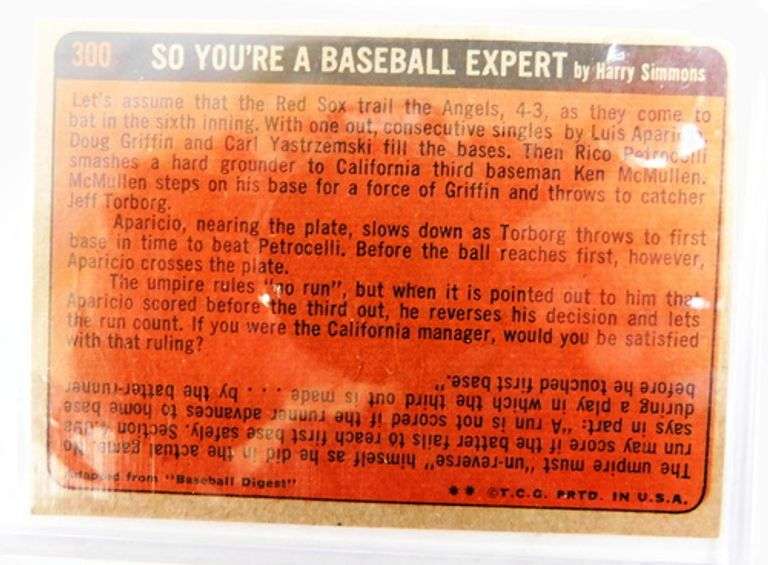 300 SO YOU'RE A BASEBALL EXPERT by Harry Simmons
Let's assume that the Red Sox trail the Angels, 4-3, as they come to
bat in the sixth inning. With one out, consecutive singles by Luis
Doug Griffin and Carl Yastrzemski fill the bases. Then Rico Petrocelli
smashes a hard grounder to California third baseman Ken McMullen.
McMullen steps on his base for a force of Griffin and throws to catcher
Jeff Torborg.
Aparicio, nearing the plate, slows down as Torborg throws to first
base in time to beat Petrocelli. Before the ball reaches first, however,
Aparicio crosses the plate.
The umpire rules "no run", but when it is pointed out to him that
Aparicio scored before the third out, he reverses his decision and lets
the run count. If you were the California manager, would you be satisfied
with that ruling?
The umpire must "un-reverse" himself as he did in the actual game. No
run may score if the batter fails to reach first base safely. Section
says in part: "A run is not scored if the runner advances to home base
during a play in which the third out is made . . . by the batter-runner
before he touched first base."
Adapted from "Baseball Digest"
** ©T.C.G. PRTD. IN U.S.A.